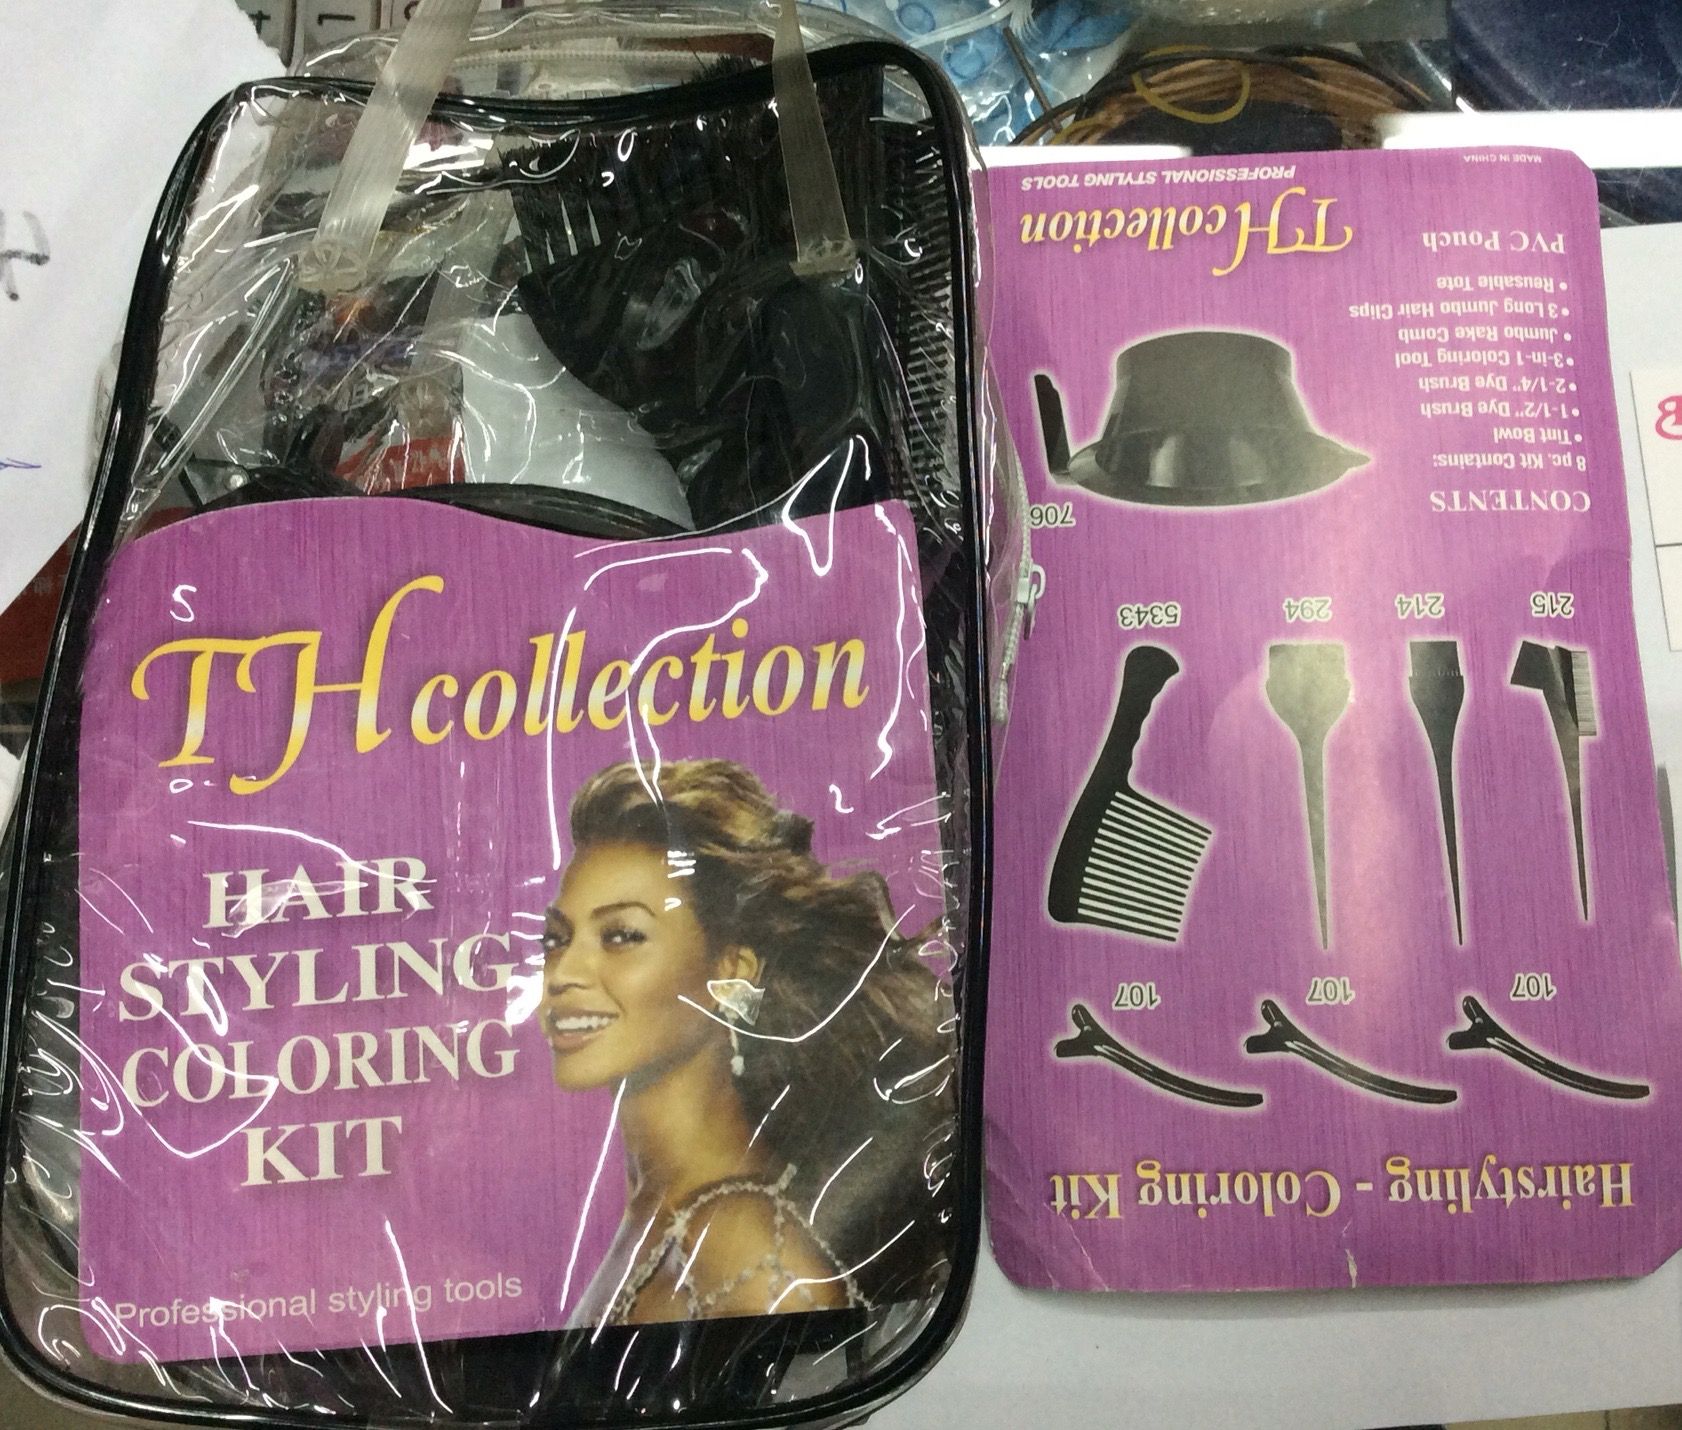 TH collection
HAIR
STYLING
COLORING
KIT
Professional styling tools
Hairstyling - Coloring Kit
107
107
107
215
214
294
5343
706
CONTENTS
8 pc. Kit Contains:
• Tint Bowl
• 1-1/2" Dye Brush
• 2-1/4" Dye Brush
• 3-in-1 Coloring Tool
• Jumbo Rake Comb
• 3 Long Jumbo Hair Clips
• Reusable Tote
PVC Pouch
TH collection
PROFESSIONAL STYLING TOOLS
MADE IN CHINA